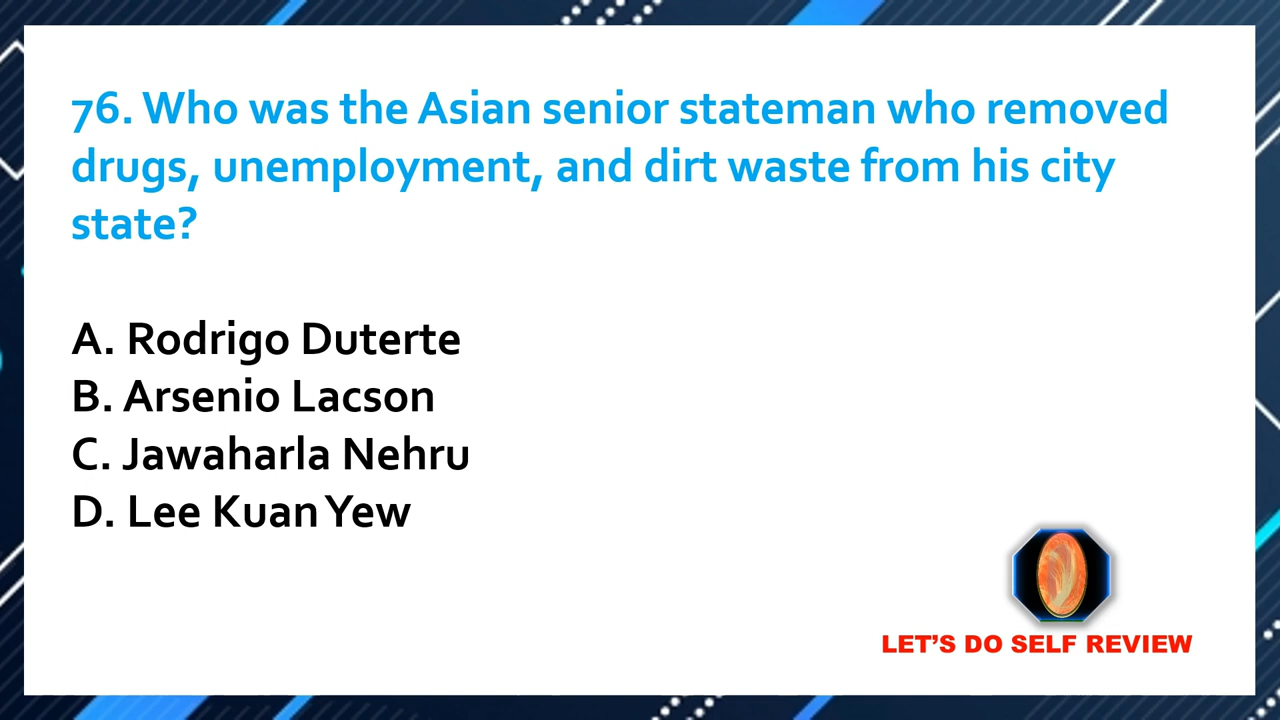 76. Who was the Asian senior stateman who removed
drugs, unemployment, and dirt waste from his city
state?
A. Rodrigo Duterte
B. Arsenio Lacson
C. Jawaharla Nehru
D. Lee Kuan Yew
LET'S DO SELF REVIEW